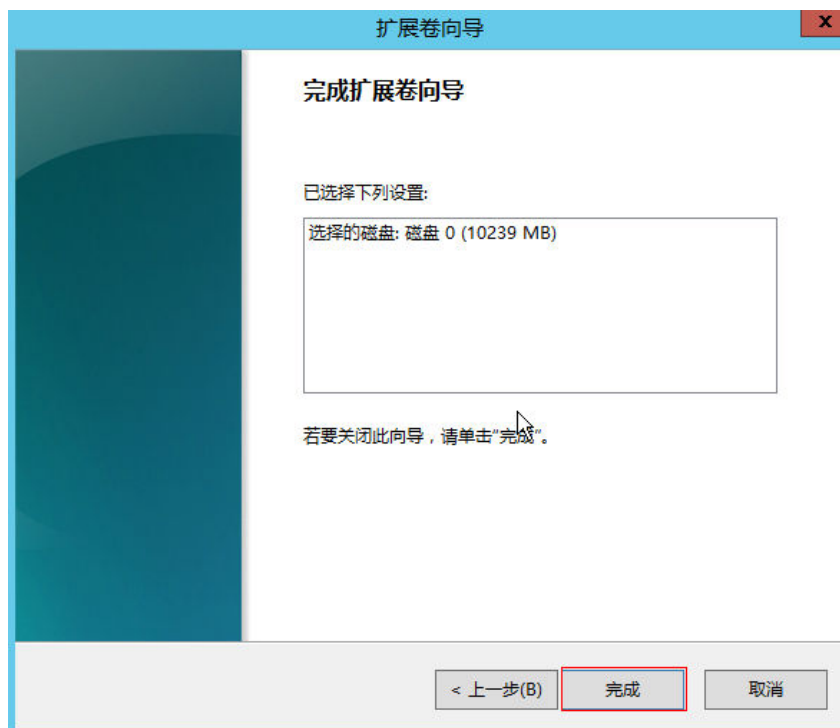 扩展卷向导
x
完成扩展卷向导
已选择下列设置:
选择的磁盘: 磁盘 0 (10239 MB)
若要关闭此向导，请单击"完成"。
< 上一步(B)
完成
取消